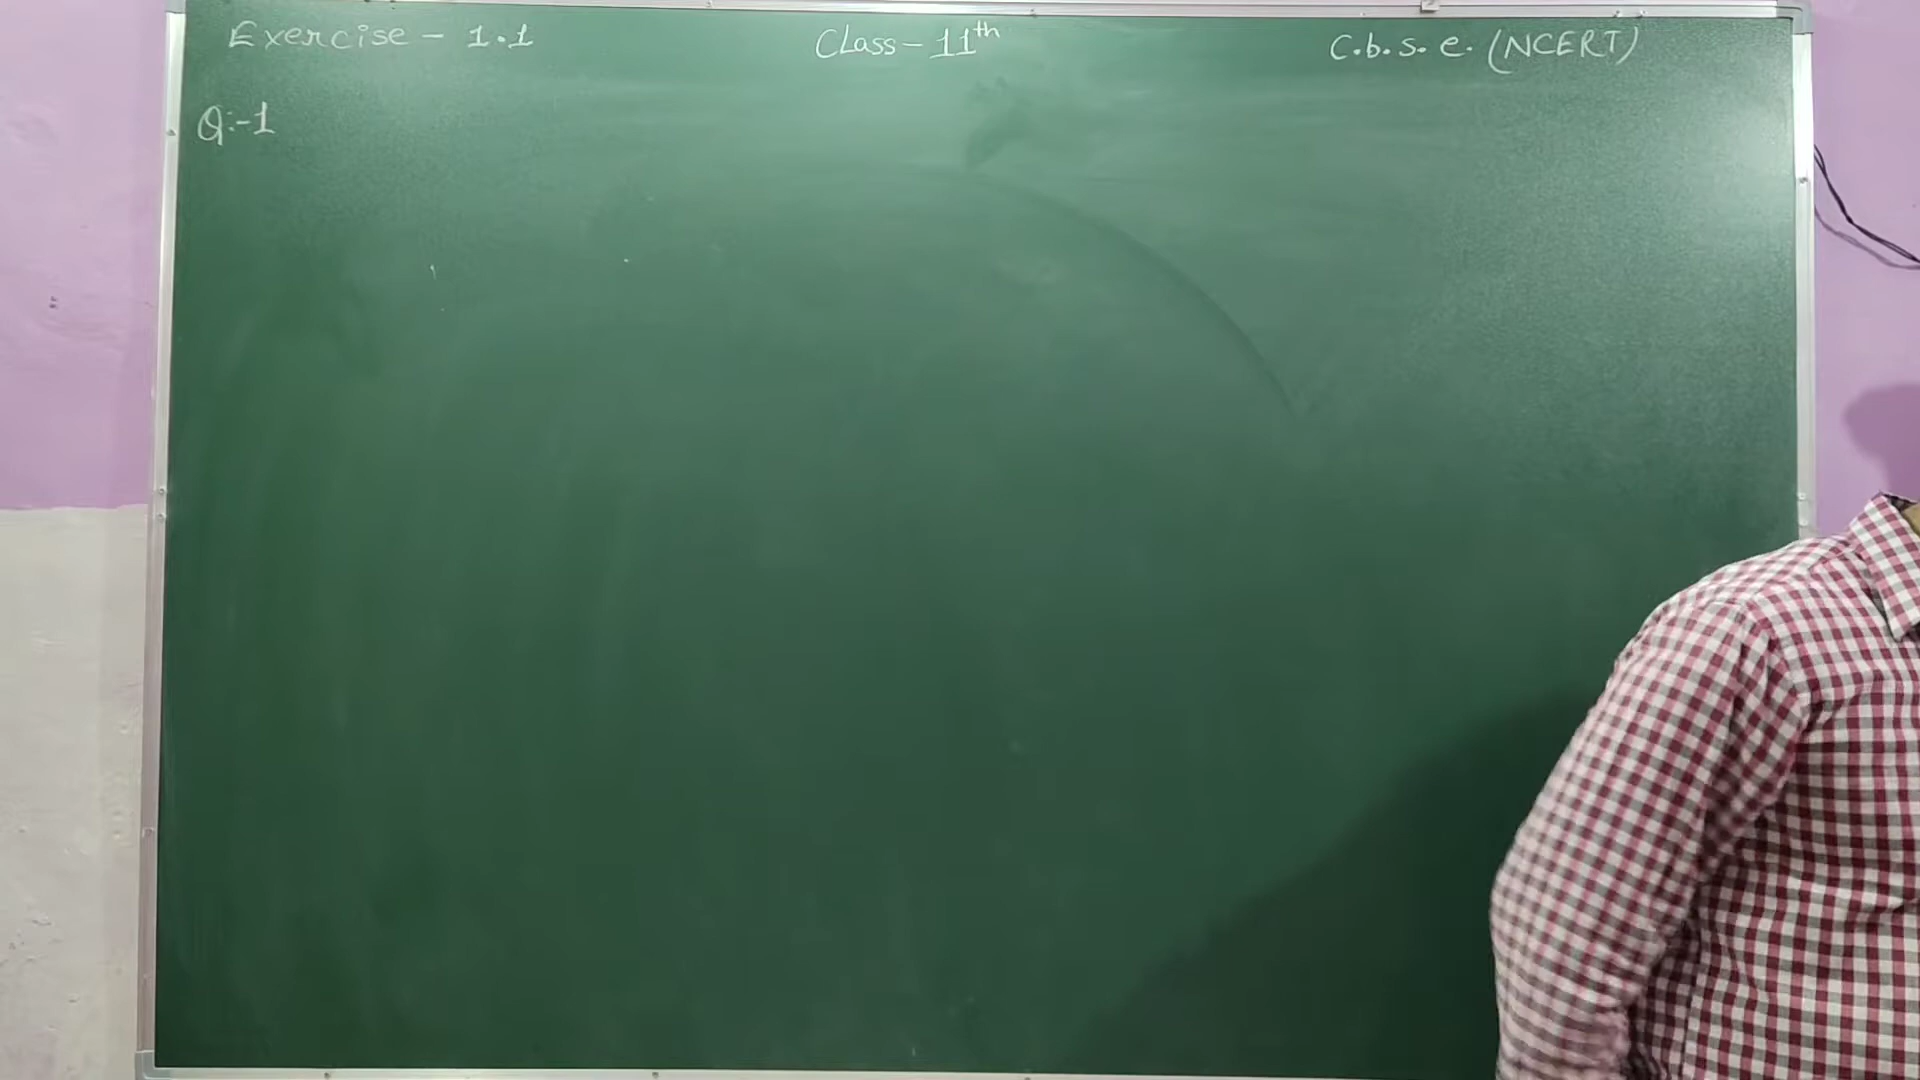 Exercise - 1.1 Class - 11th C.b.s.e. (NCERT)
Q:-1